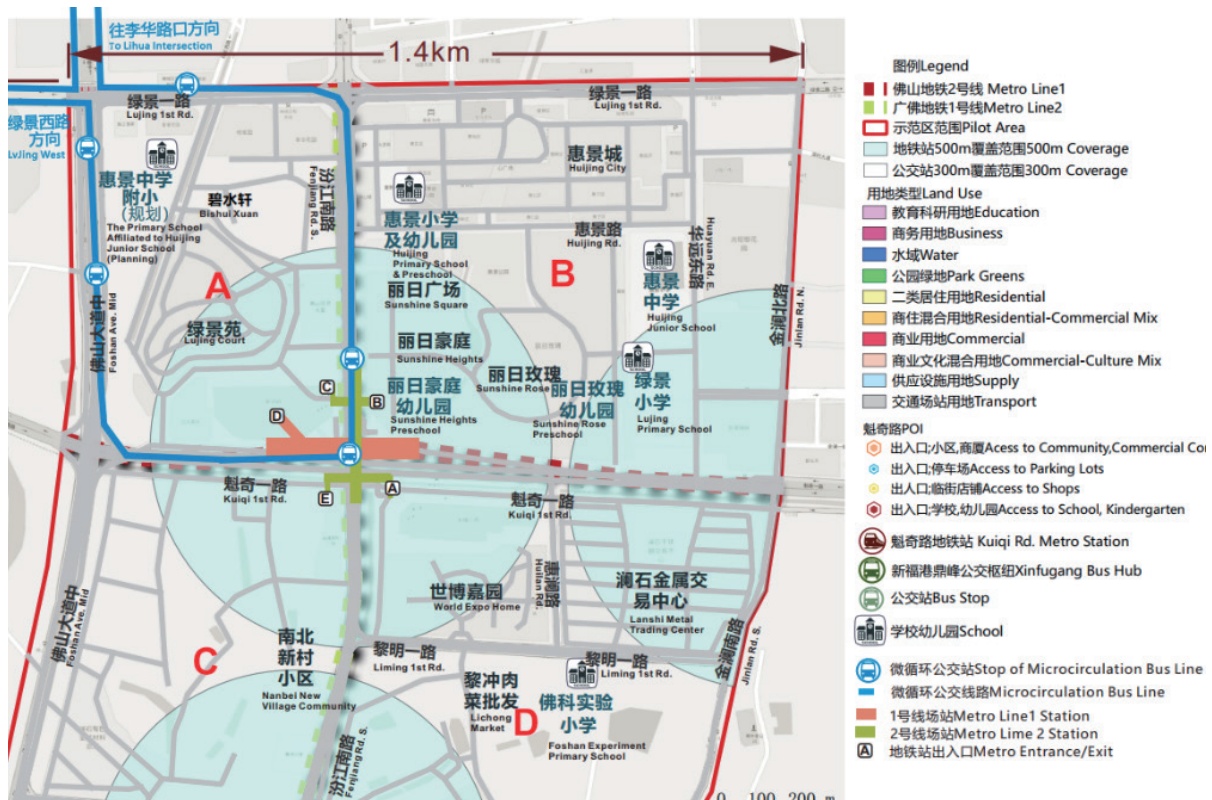 往李华路口方向
To Lihua Intersection
1.4km
绿景一路
Lujing 1st Rd.
绿景一路
Lujing 1st Rd.
绿景西路
方向
LvJing West
惠景中学
附小
(规划)
The Primary School
Affiliated to Huijing
Junior School
(Planning)
碧水轩
Bishui Xuan
汾江南路
Fenjiang Rd. S.
惠景城
Huijing City
惠景小学
及幼儿园
Huijing
Primary School
& Preschool
惠景路
Huijing Rd.
华远东路
Huayuan Rd. E.
惠景
中学
Huijing
Junior School
A
B
丽日广场
Sunshine Square
金澜北路
Jinlan Rd. N.
佛山大道中
Foshan Ave. Mid
绿景苑
Lujing Court
丽日豪庭
Sunshine Heights
丽日豪庭
幼儿园
Sunshine Heights
Preschool
丽日玫瑰
Sunshine Rose
丽日玫瑰
幼儿园
Sunshine Rose
Preschool
绿景
小学
Lujing
Primary School
C
B
D
魁奇一路
Kuiqi 1st Rd.
E
A
魁奇一路
Kuiqi 1st Rd.
惠澜路
Huilan Rd.
世博嘉园
World Expo Home
澜石金属交
易中心
Lanshi Metal
Trading Center
佛山大道中
Foshan Ave. Mid
C
南北
新村
小区
Nanbei New
Village Community
黎明一路
Liming 1st Rd.
黎明一路
Liming 1st Rd.
金澜南路
Jinlan Rd. S.
黎冲肉
菜批发
Lichong
Market
D
佛科实验
小学
Foshan Experiment
Primary School
汾江南路
Fenjiang Rd. S.
0 100 200 m
图例Legend
佛山地铁2号线 Metro Line1
广佛地铁1号线Metro Line2
示范区范围Pilot Area
地铁站500m覆盖范围500m Coverage
公交站300m覆盖范围300m Coverage
用地类型Land Use
教育科研用地Education
商务用地Business
水域Water
公园绿地Park Greens
二类居住用地Residential
商住混合用地Residential-Commercial Mix
商业用地Commercial
商业文化混合用地Commercial-Culture Mix
供应设施用地Supply
交通场站用地Transport
魁奇路POI
出入口;小区,商厦Acess to Community,Commercial Cor
出入口;停车场Access to Parking Lots
出人口;临街店铺Access to Shops
出入口;学校,幼儿园Access to School, Kindergarten
魁奇路地铁站 Kuiqi Rd. Metro Station
新福港鼎峰公交枢纽Xinfugang Bus Hub
公交站Bus Stop
学校幼儿园School
微循环公交站Stop of Microcirculation Bus Line
微循环公交线路Microcirculation Bus Line
1号线场站Metro Line1 Station
2号线场站Metro Lime 2 Station
A 地铁站出入口Metro Entrance/Exit